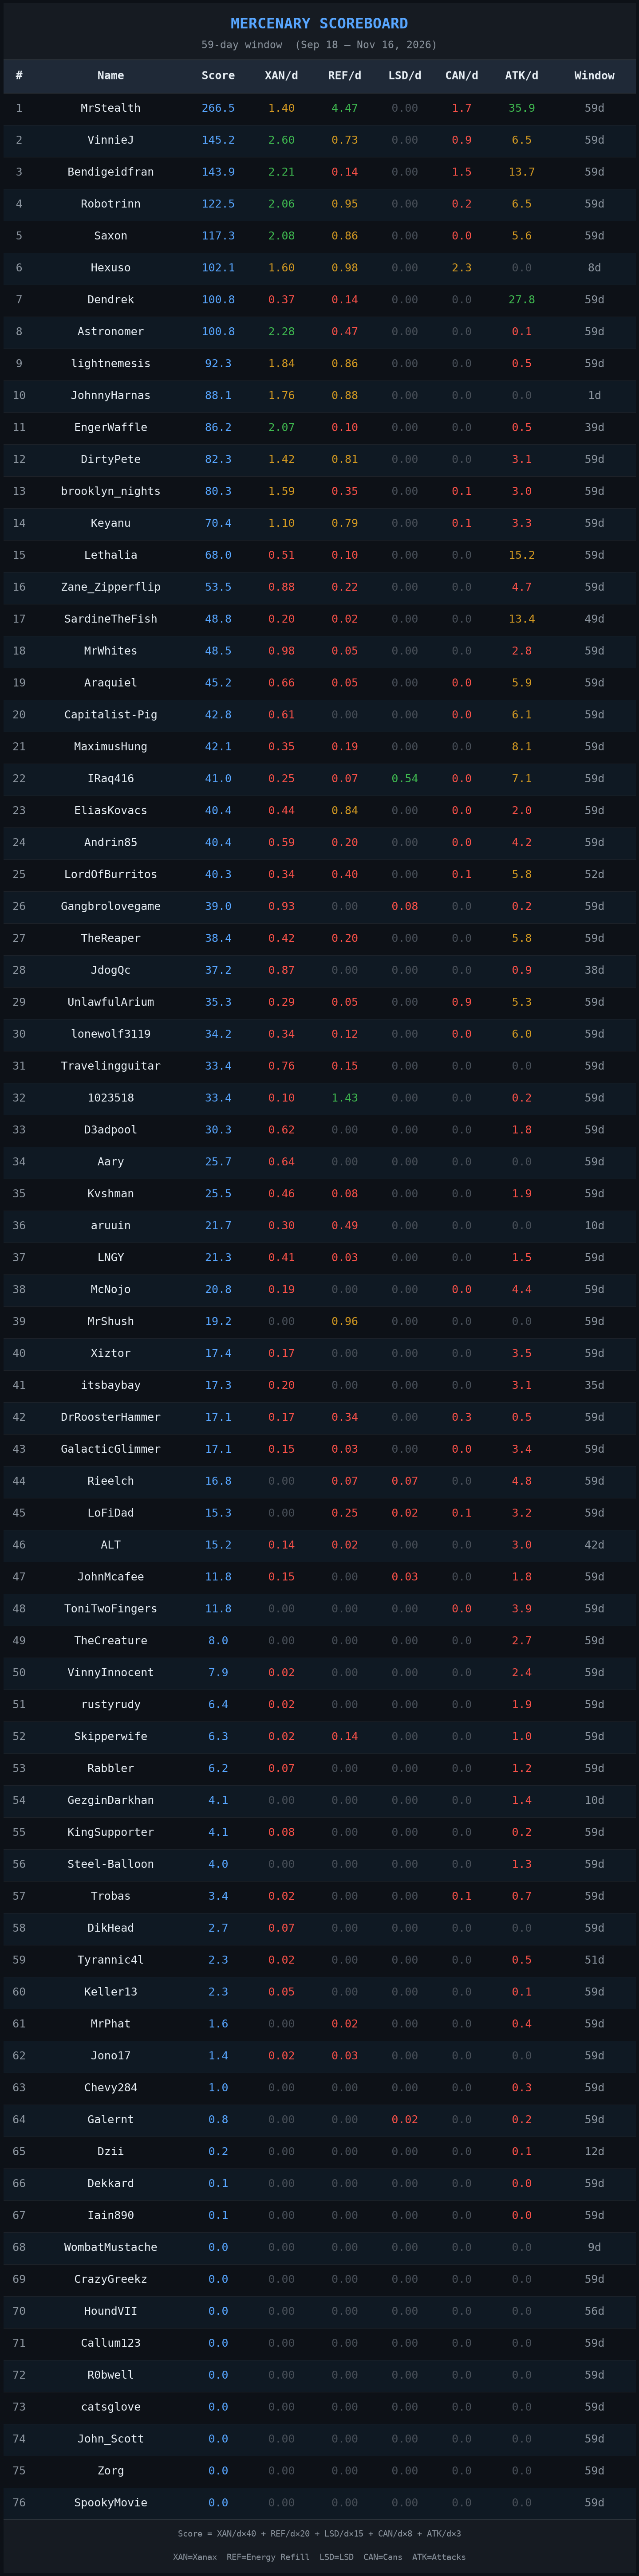 MERCENARY SCOREBOARD
59-day window (Sep 18 — Nov 16, 2026)
# Name Score XAN/d REF/d LSD/d CAN/d ATK/d Window
1 MrStealth 266.5 1.40 4.47 0.00 1.7 35.9 59d
2 VinnieJ 145.2 2.60 0.73 0.00 0.9 6.5 59d
3 Bendigeidfran 143.9 2.21 0.14 0.00 1.5 13.7 59d
4 Robotrinn 122.5 2.06 0.95 0.00 0.2 6.5 59d
5 Saxon 117.3 2.08 0.86 0.00 0.0 5.6 59d
6 Hexuso 102.1 1.60 0.98 0.00 2.3 0.0 8d
7 Dendrek 100.8 0.37 0.14 0.00 0.0 27.8 59d
8 Astronomer 100.8 2.28 0.47 0.00 0.0 0.1 59d
9 lightnemesis 92.3 1.84 0.86 0.00 0.0 0.5 59d
10 JohnnyHarnas 88.1 1.76 0.88 0.00 0.0 0.0 1d
11 EngerWaffle 86.2 2.07 0.10 0.00 0.0 0.5 39d
12 DirtyPete 82.3 1.42 0.81 0.00 0.0 3.1 59d
13 brooklyn_nights 80.3 1.59 0.35 0.00 0.1 3.0 59d
14 Keyanu 70.4 1.10 0.79 0.00 0.1 3.3 59d
15 Lethalia 68.0 0.51 0.10 0.00 0.0 15.2 59d
16 Zane_Zipperflip 53.5 0.88 0.22 0.00 0.0 4.7 59d
17 SardineTheFish 48.8 0.20 0.02 0.00 0.0 13.4 49d
18 MrWhites 48.5 0.98 0.05 0.00 0.0 2.8 59d
19 Araquiel 45.2 0.66 0.05 0.00 0.0 5.9 59d
20 Capitalist-Pig 42.8 0.61 0.00 0.00 0.0 6.1 59d
21 MaximusHung 42.1 0.35 0.19 0.00 0.0 8.1 59d
22 IRaq416 41.0 0.25 0.07 0.54 0.0 7.1 59d
23 EliasKovacs 40.4 0.44 0.84 0.00 0.0 2.0 59d
24 Andrin85 40.4 0.59 0.20 0.00 0.0 4.2 59d
25 LordOfBurritos 40.3 0.34 0.40 0.00 0.1 5.8 52d
26 Gangbrolovegame 39.0 0.93 0.00 0.08 0.0 0.2 59d
27 TheReaper 38.4 0.42 0.20 0.00 0.0 5.8 59d
28 JdogQc 37.2 0.87 0.00 0.00 0.0 0.9 38d
29 UnlawfulArium 35.3 0.29 0.05 0.00 0.9 5.3 59d
30 lonewolf3119 34.2 0.34 0.12 0.00 0.0 6.0 59d
31 Travelingguitar 33.4 0.76 0.15 0.00 0.0 0.0 59d
32 1023518 33.4 0.10 1.43 0.00 0.0 0.2 59d
33 D3adpool 30.3 0.62 0.00 0.00 0.0 1.8 59d
34 Aary 25.7 0.64 0.00 0.00 0.0 0.0 59d
35 Kvshman 25.5 0.46 0.08 0.00 0.0 1.9 59d
36 aruuin 21.7 0.30 0.49 0.00 0.0 0.0 10d
37 LNGY 21.3 0.41 0.03 0.00 0.0 1.5 59d
38 McNojo 20.8 0.19 0.00 0.00 0.0 4.4 59d
39 MrShush 19.2 0.00 0.96 0.00 0.0 0.0 59d
40 Xiztor 17.4 0.17 0.00 0.00 0.0 3.5 59d
41 itsbaybay 17.3 0.20 0.00 0.00 0.0 3.1 35d
42 DrRoosterHammer 17.1 0.17 0.34 0.00 0.3 0.5 59d
43 GalacticGlimmer 17.1 0.15 0.03 0.00 0.0 3.4 59d
44 Rieelch 16.8 0.00 0.07 0.07 0.0 4.8 59d
45 LoFiDad 15.3 0.00 0.25 0.02 0.1 3.2 59d
46 ALT 15.2 0.14 0.02 0.00 0.0 3.0 42d
47 JohnMcafee 11.8 0.15 0.00 0.03 0.0 1.8 59d
48 ToniTwoFingers 11.8 0.00 0.00 0.00 0.0 3.9 59d
49 TheCreature 8.0 0.00 0.00 0.00 0.0 2.7 59d
50 VinnyInnocent 7.9 0.02 0.00 0.00 0.0 2.4 59d
51 rustyrudy 6.4 0.02 0.00 0.00 0.0 1.9 59d
52 Skipperwife 6.3 0.02 0.14 0.00 0.0 1.0 59d
53 Rabbler 6.2 0.07 0.00 0.00 0.0 1.2 59d
54 GezginDarkhan 4.1 0.00 0.00 0.00 0.0 1.4 10d
55 KingSupporter 4.1 0.08 0.00 0.00 0.0 0.2 59d
56 Steel-Balloon 4.0 0.00 0.00 0.00 0.0 1.3 59d
57 Trobas 3.4 0.02 0.00 0.00 0.1 0.7 59d
58 DikHead 2.7 0.07 0.00 0.00 0.0 0.0 59d
59 Tyrannic4l 2.3 0.02 0.00 0.00 0.0 0.5 51d
60 Keller13 2.3 0.05 0.00 0.00 0.0 0.1 59d
61 MrPhat 1.6 0.00 0.02 0.00 0.0 0.4 59d
62 Jono17 1.4 0.02 0.03 0.00 0.0 0.0 59d
63 Chevy284 1.0 0.00 0.00 0.00 0.0 0.3 59d
64 Galernt 0.8 0.00 0.00 0.02 0.0 0.2 59d
65 Dzii 0.2 0.00 0.00 0.00 0.0 0.1 12d
66 Dekkard 0.1 0.00 0.00 0.00 0.0 0.0 59d
67 Iain890 0.1 0.00 0.00 0.00 0.0 0.0 59d
68 WombatMustache 0.0 0.00 0.00 0.00 0.0 0.0 9d
69 CrazyGreekz 0.0 0.00 0.00 0.00 0.0 0.0 59d
70 HoundVII 0.0 0.00 0.00 0.00 0.0 0.0 56d
71 Callum123 0.0 0.00 0.00 0.00 0.0 0.0 59d
72 R0bwell 0.0 0.00 0.00 0.00 0.0 0.0 59d
73 catsglove 0.0 0.00 0.00 0.00 0.0 0.0 59d
74 John_Scott 0.0 0.00 0.00 0.00 0.0 0.0 59d
75 Zorg 0.0 0.00 0.00 0.00 0.0 0.0 59d
76 SpookyMovie 0.0 0.00 0.00 0.00 0.0 0.0 59d
Score = XAN/d×40 + REF/d×20 + LSD/d×15 + CAN/d×8 + ATK/d×3
XAN=Xanax REF=Energy Refill LSD=LSD CAN=Cans ATK=Attacks